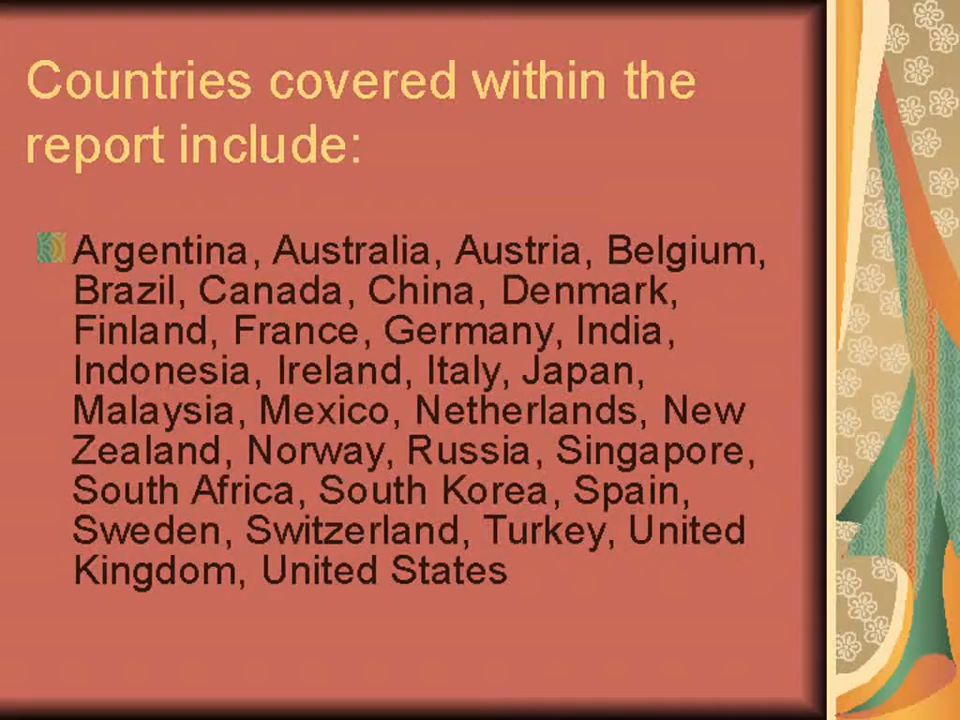 Countries covered within the
report include:
Argentina, Australia, Austria, Belgium,
Brazil, Canada, China, Denmark,
Finland, France, Germany, India,
Indonesia, Ireland, Italy, Japan,
Malaysia, Mexico, Netherlands, New
Zealand, Norway, Russia, Singapore,
South Africa, South Korea, Spain,
Sweden, Switzerland, Turkey, United
Kingdom, United States